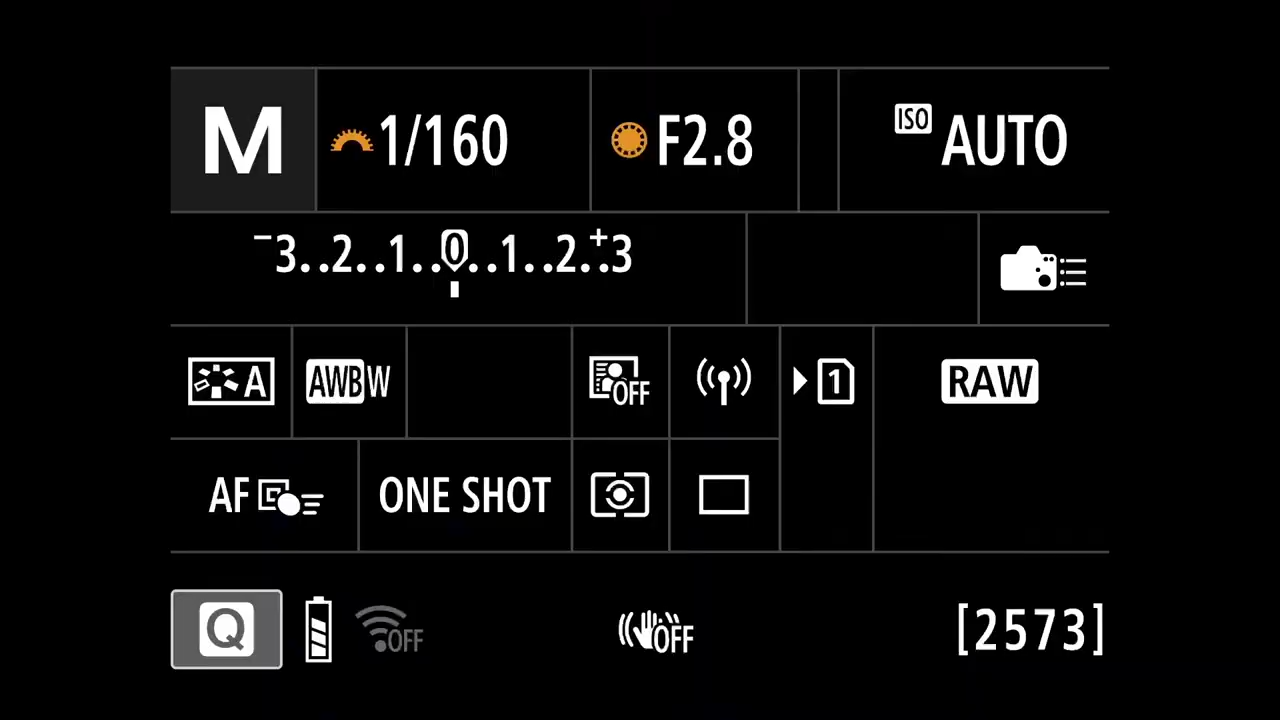 M 1/160 F2.8 ISO AUTO
−3..2..1..0..1..2..+3
A AWB W OFF 1 RAW
AF ONE SHOT
Q OFF OFF [2573]